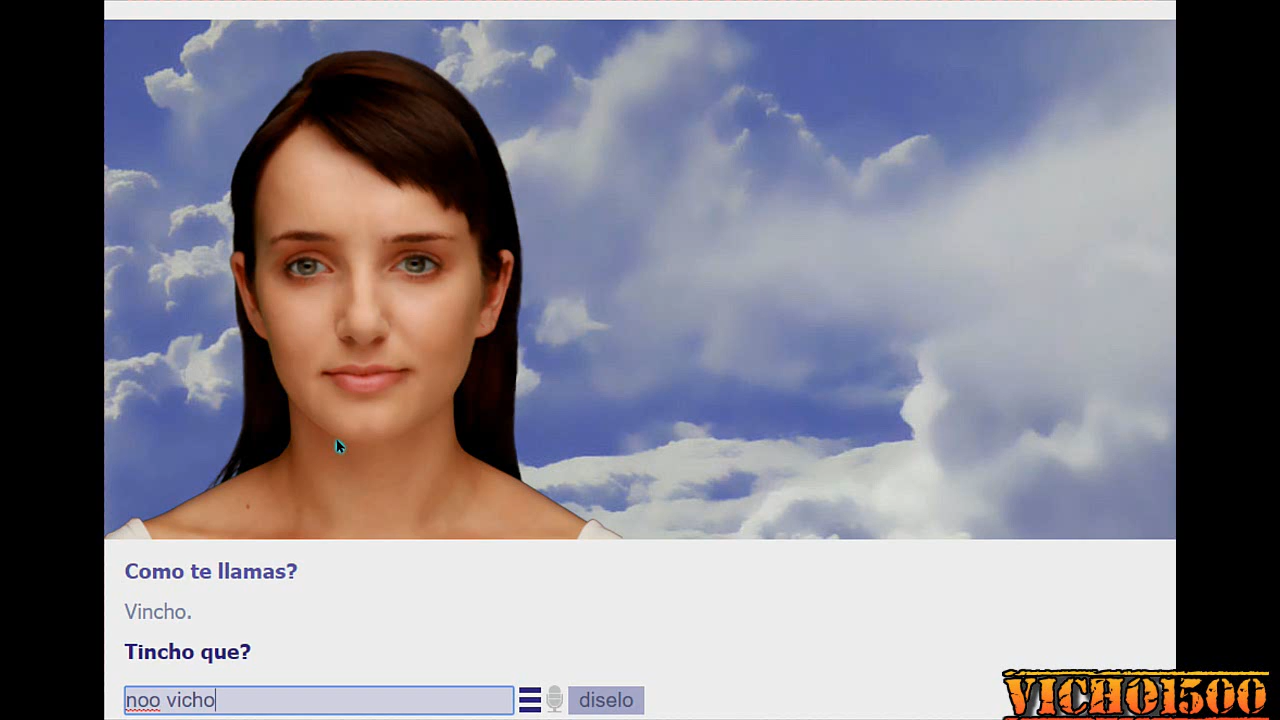 Como te llamas?
Vincho.
Tincho que?
noo vicho
diselo
VICHO1500